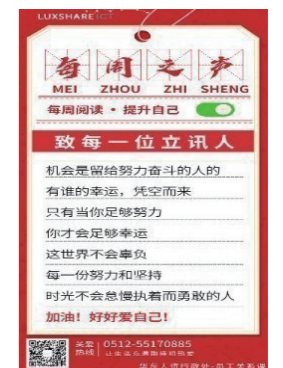 LUXSHARE ICT
每周之声
MEI ZHOU ZHI SHENG
每周阅读·提升自己
致每一位立讯人
机会是留给努力奋斗的人的
有谁的幸运，凭空而来
只有当你足够努力
你才会足够幸运
这世界不会辜负
每一份努力和坚持
时光不会怠慢执着而勇敢的人
加油！好好爱自己！
关爱
热线
0512-55170885